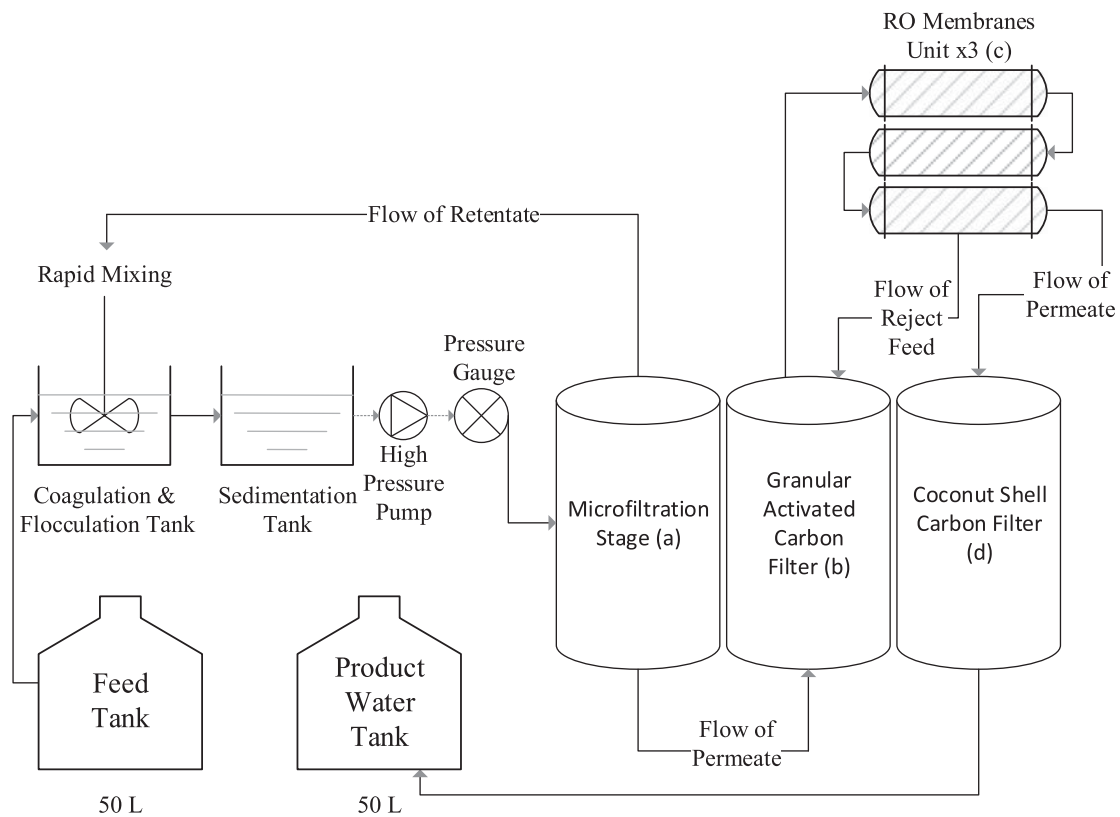 RO Membranes
Unit x3 (c)
Flow of Retentate
Rapid Mixing
Flow of
Reject
Feed
Flow of
Permeate
Pressure
Gauge
High
Pressure
Pump
Coagulation &
Flocculation Tank
Sedimentation
Tank
Microfiltration
Stage (a)
Granular
Activated
Carbon
Filter (b)
Coconut Shell
Carbon Filter
(d)
Feed
Tank
Product
Water
Tank
Flow of
Permeate
50 L
50 L